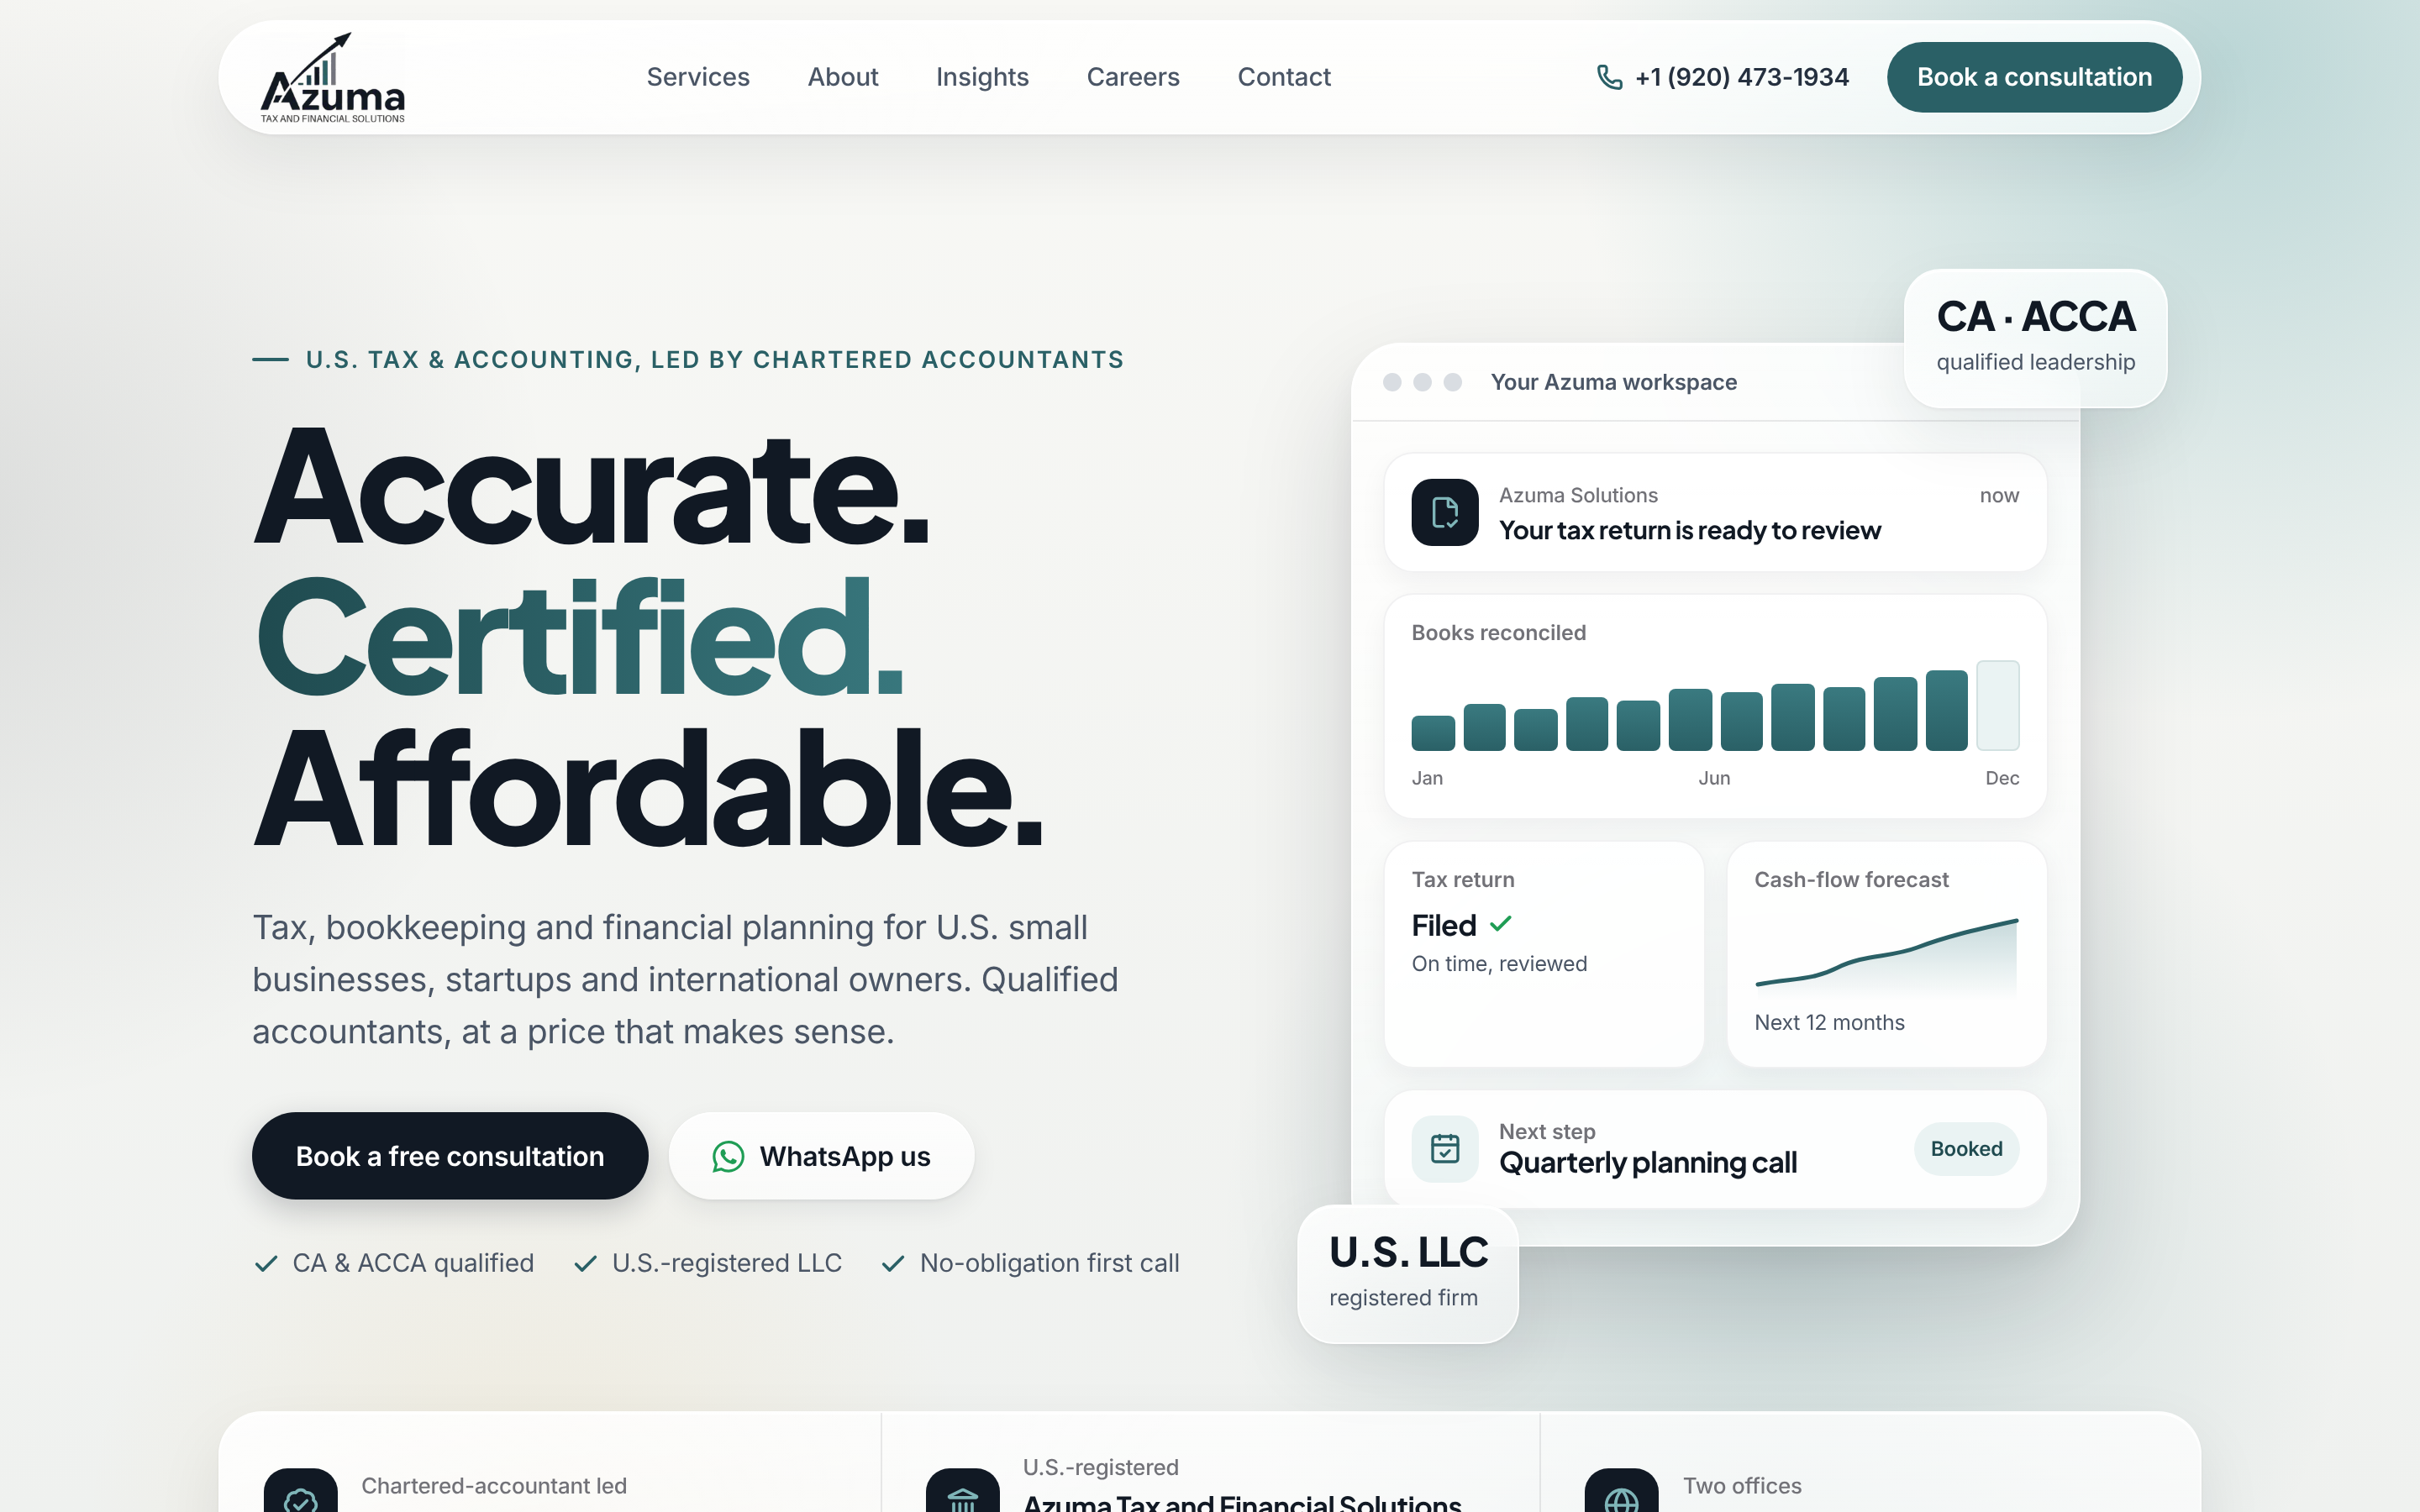 Azuma
TAX AND FINANCIAL SOLUTIONS
Services
About
Insights
Careers
Contact
+1 (920) 473-1934
Book a consultation
U.S. TAX & ACCOUNTING, LED BY CHARTERED ACCOUNTANTS
Accurate.
Certified.
Affordable.
Tax, bookkeeping and financial planning for U.S. small
businesses, startups and international owners. Qualified
accountants, at a price that makes sense.
Book a free consultation
WhatsApp us
CA & ACCA qualified
U.S.-registered LLC
No-obligation first call
CA · ACCA
qualified leadership
Your Azuma workspace
Azuma Solutions
now
Your tax return is ready to review
Books reconciled
Jan
Jun
Dec
Tax return
Filed
On time, reviewed
Cash-flow forecast
Next 12 months
Next step
Quarterly planning call
Booked
U.S. LLC
registered firm
Chartered-accountant led
U.S.-registered
Azuma Tax and Financial Solutions
Two offices